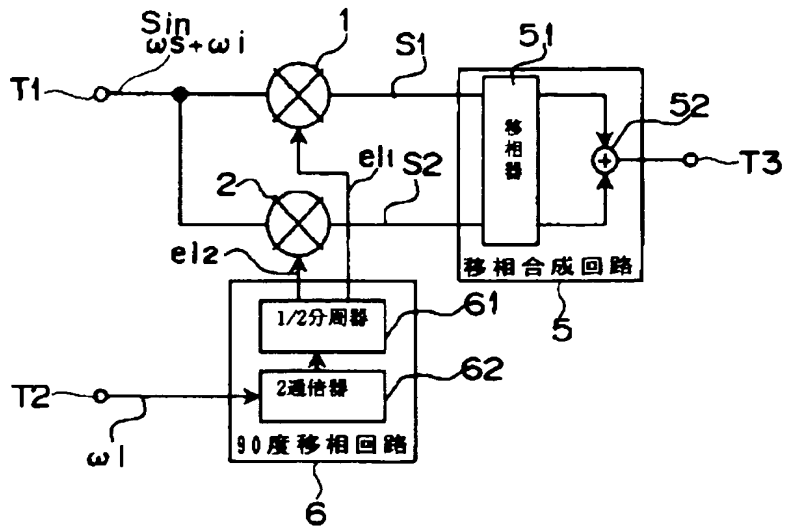 Sin
ωS+ωi
1
S1
51
T1
移相器
52
+
T3
el1
S2
2
el2
移相合成回路
5
1/2分周器
61
2逓倍器
62
T2
ωl
90度移相回路
6